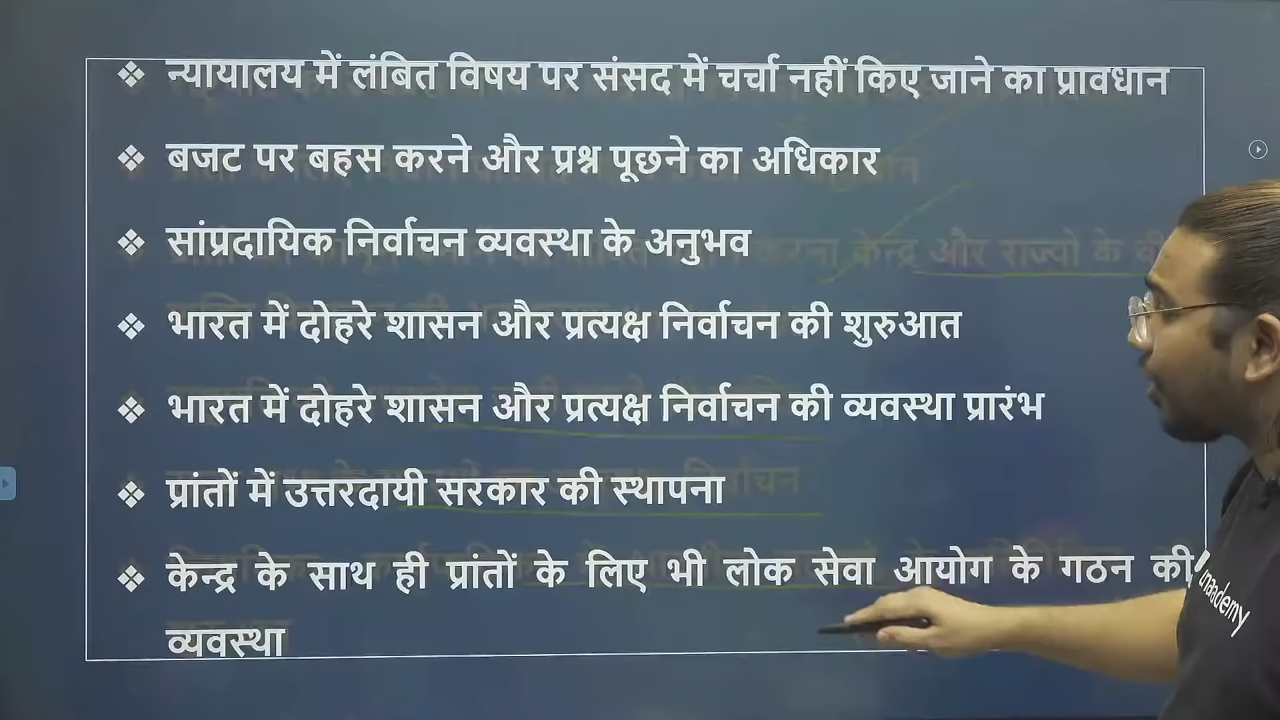 ❖ न्यायालय में लंबित विषय पर संसद में चर्चा नहीं किए जाने का प्रावधान
❖ बजट पर बहस करने और प्रश्न पूछने का अधिकार
❖ सांप्रदायिक निर्वाचन व्यवस्था के अनुभव
❖ भारत में दोहरे शासन और प्रत्यक्ष निर्वाचन की शुरुआत
❖ भारत में दोहरे शासन और प्रत्यक्ष निर्वाचन की व्यवस्था प्रारंभ
❖ प्रांतों में उत्तरदायी सरकार की स्थापना
❖ केन्द्र के साथ ही प्रांतों के लिए भी लोक सेवा आयोग के गठन की
व्यवस्था